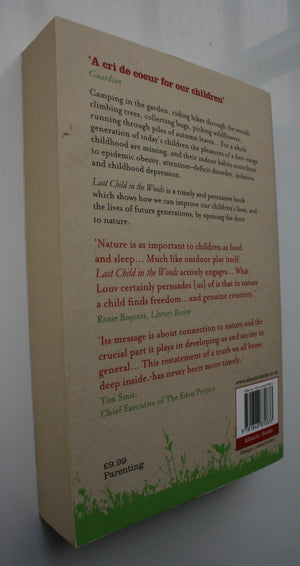 'A cri de coeur for our children'
Guardian
Camping in the garden, riding bikes through the woods,
climbing trees, collecting bugs, picking wildflowers,
running through piles of autumn leaves... For a whole
generation of today's children the pleasures of a free-range
childhood are missing, and their indoor habits contribute
to epidemic obesity, attention-deficit disorder, isolation
and childhood depression.
Last Child in the Woods is a timely and persuasive book
which shows how we can improve our children's lives, and
the lives of future generations, by opening the door
to nature.
'Nature is as important to children as food
and sleep... Much like outdoor play itself,
Last Child in the Woods actively engages... What
Louv certainly persuades [us] of is that in nature
a child finds freedom...and genuine creativity.'
Rosie Boycott, Literary Review
'Its message is about connection to nature and the
crucial part it plays in developing us and society in
general... This restatement of a truth we all know,
deep inside, has never been more timely.'
Tim Smit,
Chief Executive of The Eden Project
£9.99
Parenting
Atlantic Books